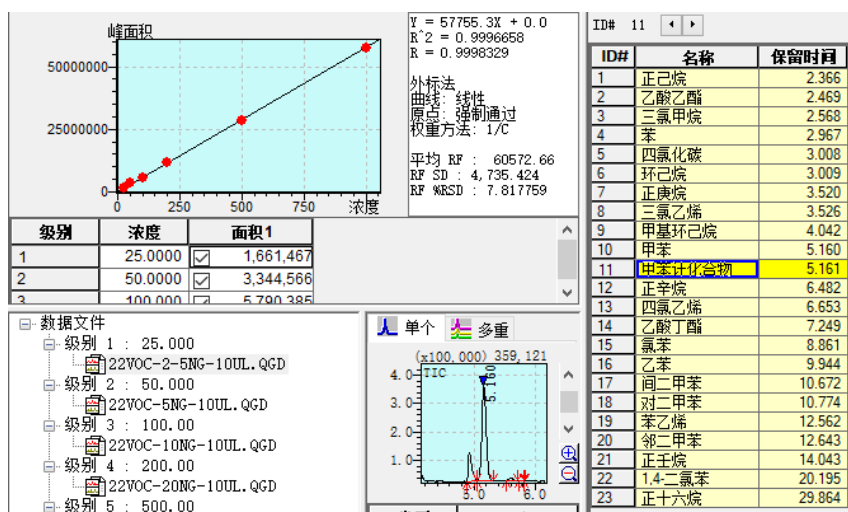 峰面积
50000000
25000000
0
0 250 500 750 浓度
Y = 57755.3X + 0.0
R^2 = 0.9996658
R = 0.9998329
外标法
曲线: 线性
原点: 强制通过
权重方法: 1/C
平均 RF : 60572.66
RF SD : 4,735.424
RF %RSD : 7.817759
级别 浓度 面积1
1 25.0000 1,661,467
2 50.0000 3,344,566
3 100.000 5,790,385
数据文件
级别 1 : 25.000
22VOC-2-5NG-10UL.QGD
级别 2 : 50.000
22VOC-5NG-10UL.QGD
级别 3 : 100.00
22VOC-10NG-10UL.QGD
级别 4 : 200.00
22VOC-20NG-10UL.QGD
级别 5 : 500.00
单个 多重
(x100,000) 359,121
TIC
5.160
4.0
3.0
2.0
1.0
5.0 6.0
ID# 11
ID# 名称 保留时间
1 正己烷 2.366
2 乙酸乙酯 2.469
3 三氯甲烷 2.568
4 苯 2.967
5 四氯化碳 3.008
6 环己烷 3.009
7 正庚烷 3.520
8 三氯乙烯 3.526
9 甲基环己烷 4.042
10 甲苯 5.160
11 甲苯计化合物 5.161
12 正辛烷 6.482
13 四氯乙烯 6.653
14 乙酸丁酯 7.249
15 氯苯 8.861
16 乙苯 9.944
17 间二甲苯 10.672
18 对二甲苯 10.774
19 苯乙烯 12.562
20 邻二甲苯 12.643
21 正壬烷 14.043
22 1,4-二氯苯 20.195
23 正十六烷 29.864